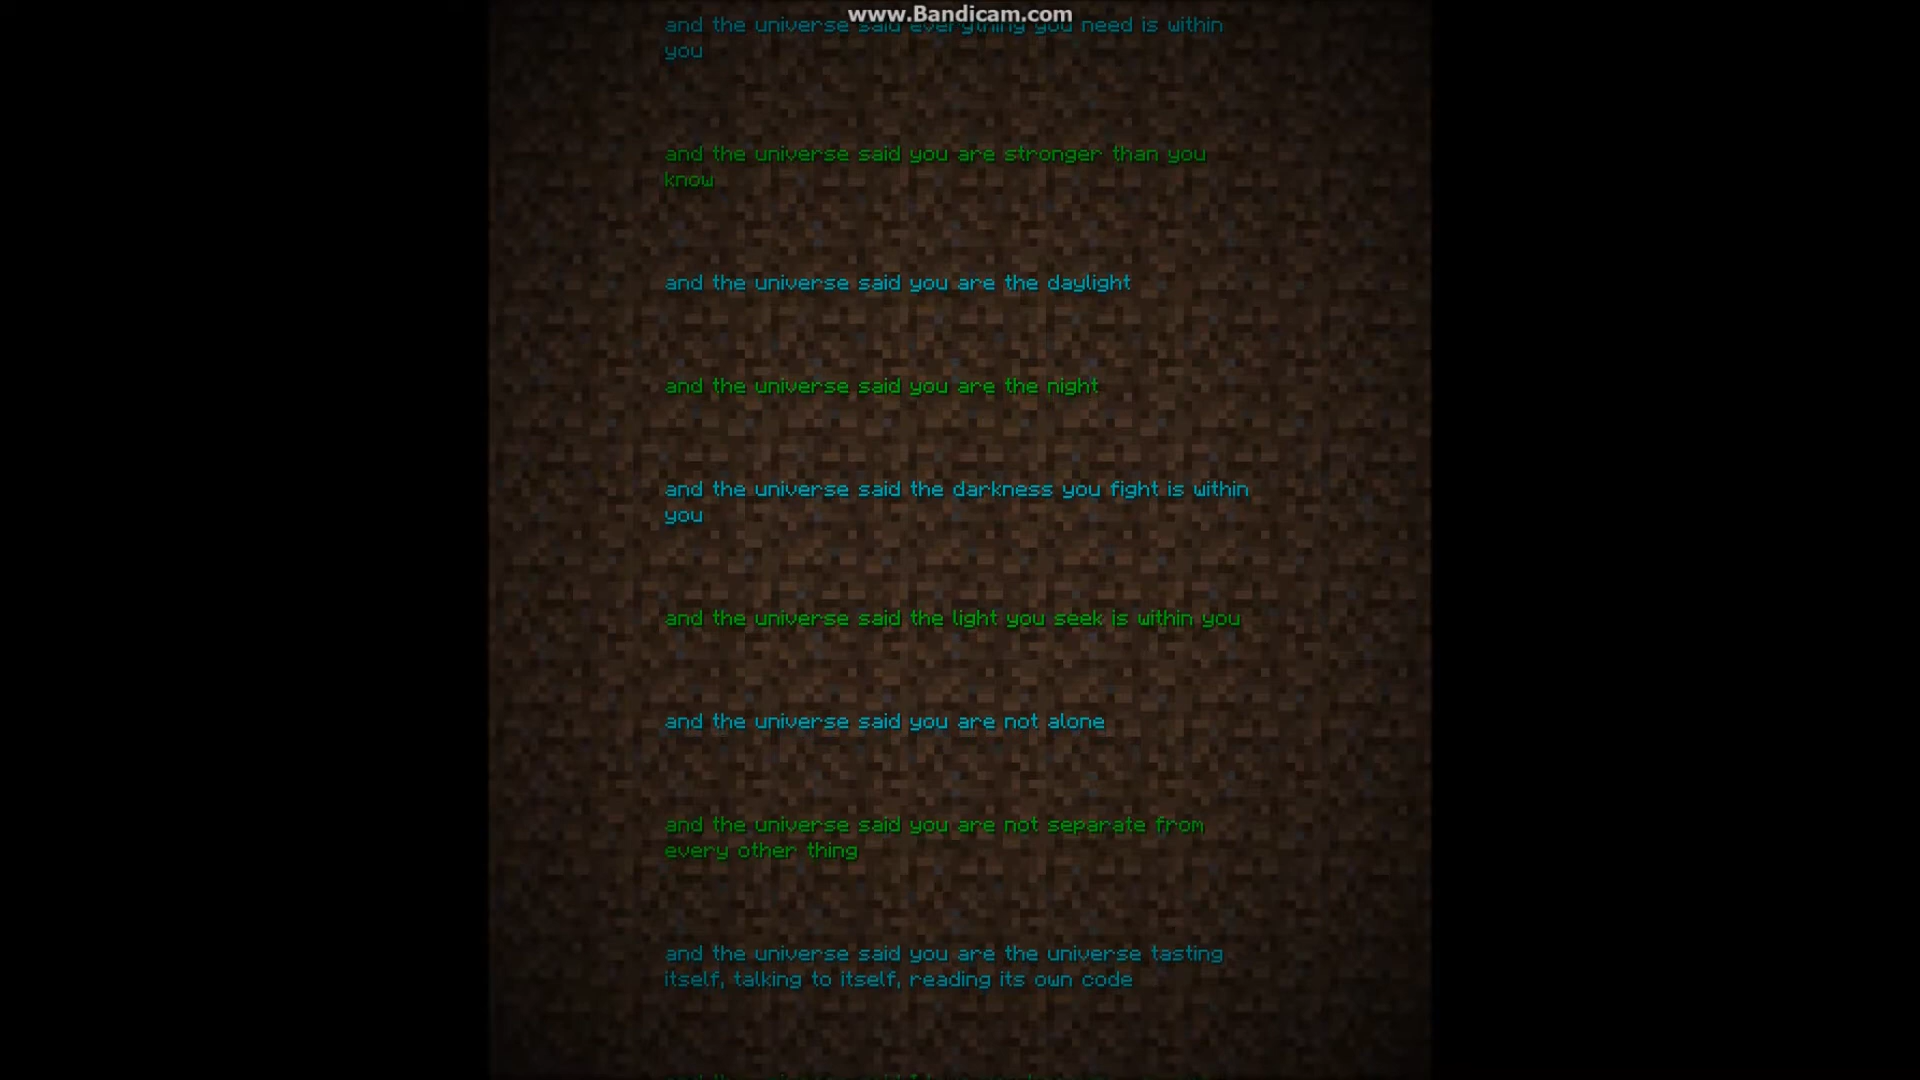 www.Bandicam.com
and the universe said everything you need is within
you
and the universe said you are stronger than you
know
and the universe said you are the daylight
and the universe said you are the night
and the universe said the darkness you fight is within
you
and the universe said the light you seek is within you
and the universe said you are not alone
and the universe said you are not separate from
every other thing
and the universe said you are the universe tasting
itself, talking to itself, reading its own code